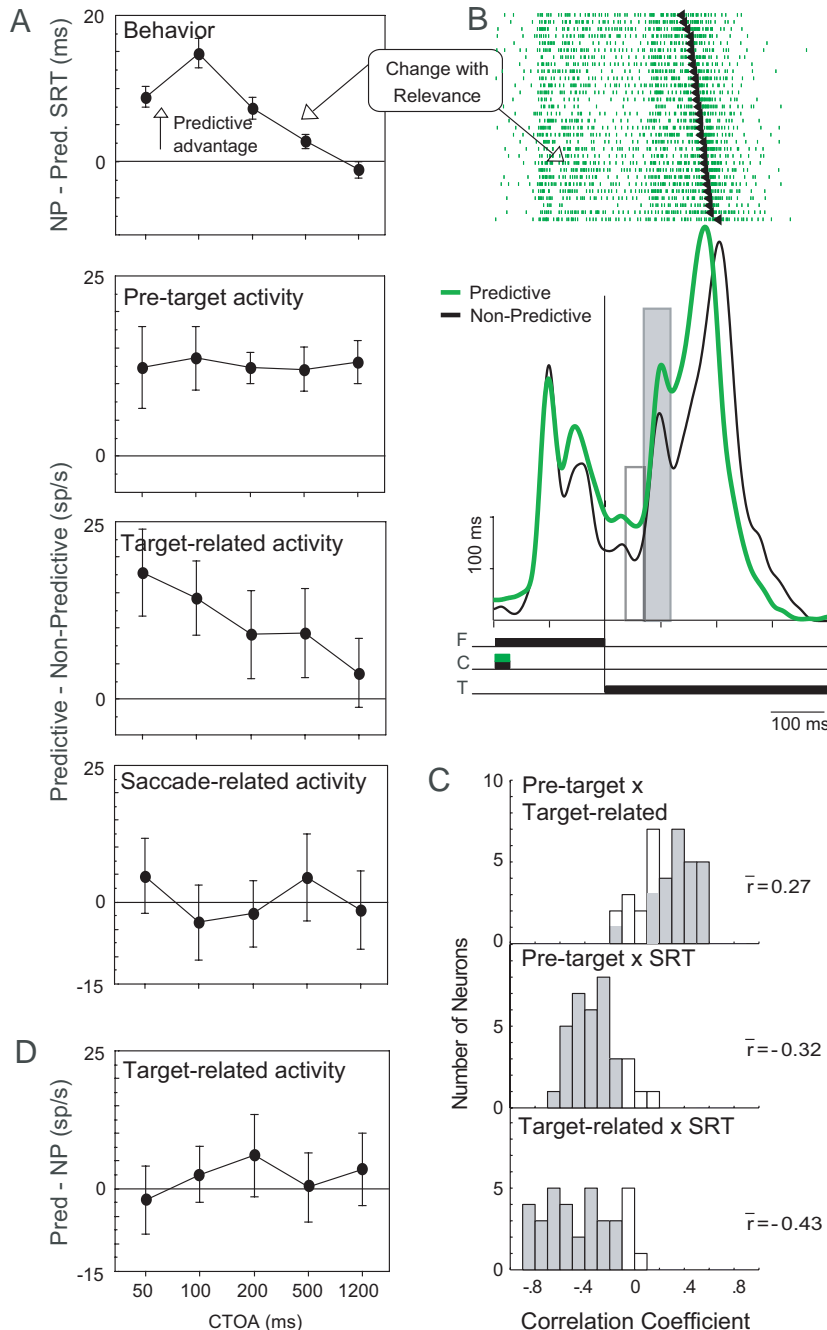 A
Behavior
NP - Pred. SRT (ms)
20
0
Predictive
advantage
Change with
Relevance
Pre-target activity
25
0
Predictive - Non-Predictive (sp/s)
Target-related activity
25
0
Saccade-related activity
25
0
-15
D
Target-related activity
Pred - NP (sp/s)
25
0
-15
50 100 200 500 1200
CTOA (ms)
B
Predictive
Non-Predictive
100 ms
F
C
T
100 ms
C
Pre-target x
Target-related
10
5
0
r=0.27
Number of Neurons
Pre-target x SRT
5
0
r=-0.32
Target-related x SRT
5
0
r=-0.43
-.8 -.4 0 .4 .8
Correlation Coefficient